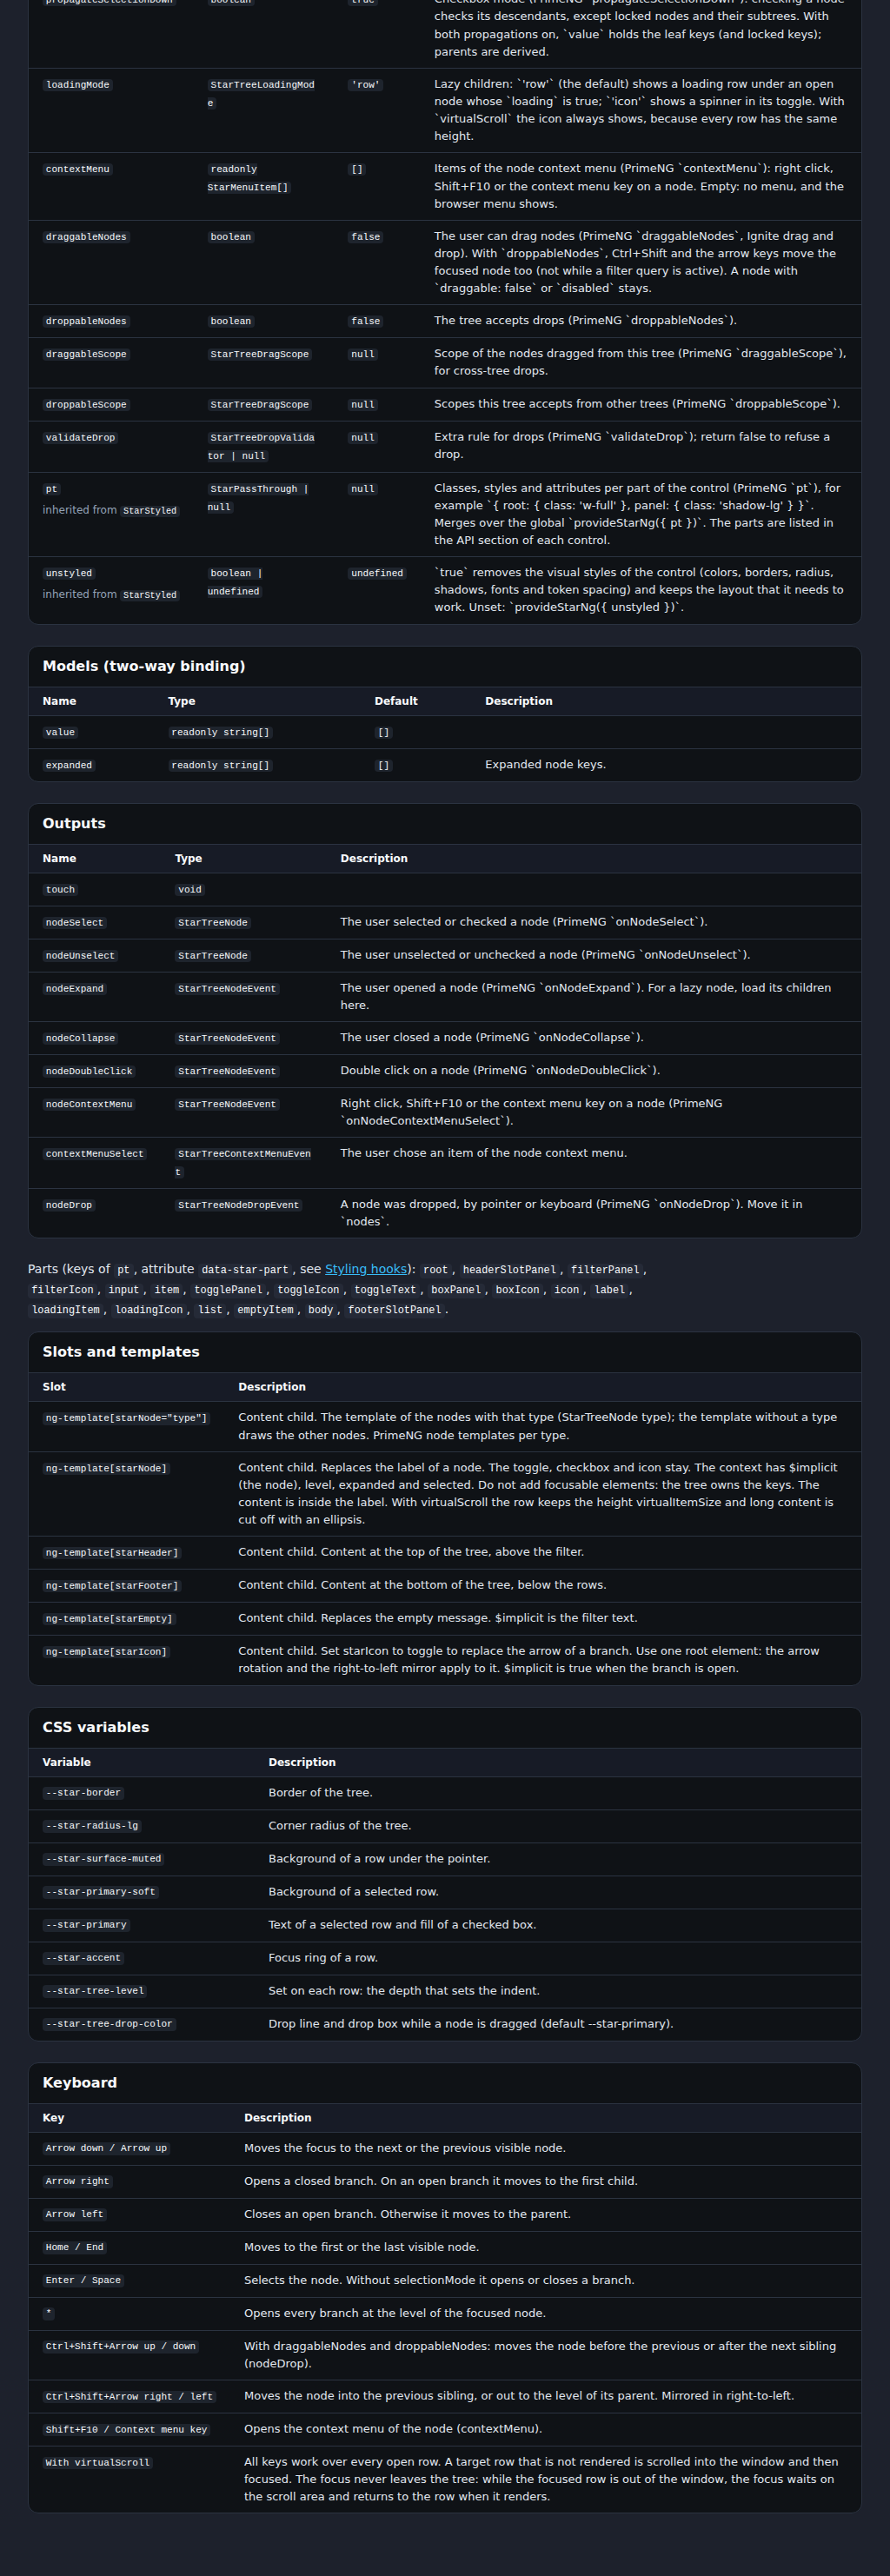 propagateSelectionDown boolean true Checkbox mode (PrimeNG `propagateSelectionDown`): checking a node
checks its descendants, except locked nodes and their subtrees. With
both propagations on, `value` holds the leaf keys (and locked keys);
parents are derived.
loadingMode StarTreeLoadingMod 'row' Lazy children: `'row'` (the default) shows a loading row under an open
e node whose `loading` is true; `'icon'` shows a spinner in its toggle. With
`virtualScroll` the icon always shows, because every row has the same
height.
contextMenu readonly [] Items of the node context menu (PrimeNG `contextMenu`): right click,
StarMenuItem[] Shift+F10 or the context menu key on a node. Empty: no menu, and the
browser menu shows.
draggableNodes boolean false The user can drag nodes (PrimeNG `draggableNodes`, Ignite drag and
drop). With `droppableNodes`, Ctrl+Shift and the arrow keys move the
focused node too (not while a filter query is active). A node with
`draggable: false` or `disabled` stays.
droppableNodes boolean false The tree accepts drops (PrimeNG `droppableNodes`).
draggableScope StarTreeDragScope null Scope of the nodes dragged from this tree (PrimeNG `draggableScope`),
for cross-tree drops.
droppableScope StarTreeDragScope null Scopes this tree accepts from other trees (PrimeNG `droppableScope`).
validateDrop StarTreeDropValida null Extra rule for drops (PrimeNG `validateDrop`); return false to refuse a
tor | null drop.
pt StarPassThrough | null Classes, styles and attributes per part of the control (PrimeNG `pt`), for
inherited from StarStyled null example `{ root: { class: 'w-full' }, panel: { class: 'shadow-lg' } }`.
Merges over the global `provideStarNg({ pt })`. The parts are listed in
the API section of each control.
unstyled boolean | undefined `true` removes the visual styles of the control (colors, borders, radius,
inherited from StarStyled undefined shadows, fonts and token spacing) and keeps the layout that it needs to
work. Unset: `provideStarNg({ unstyled })`.
Models (two-way binding)
Name Type Default Description
value readonly string[] []
expanded readonly string[] [] Expanded node keys.
Outputs
Name Type Description
touch void
nodeSelect StarTreeNode The user selected or checked a node (PrimeNG `onNodeSelect`).
nodeUnselect StarTreeNode The user unselected or unchecked a node (PrimeNG `onNodeUnselect`).
nodeExpand StarTreeNodeEvent The user opened a node (PrimeNG `onNodeExpand`). For a lazy node, load its children
here.
nodeCollapse StarTreeNodeEvent The user closed a node (PrimeNG `onNodeCollapse`).
nodeDoubleClick StarTreeNodeEvent Double click on a node (PrimeNG `onNodeDoubleClick`).
nodeContextMenu StarTreeNodeEvent Right click, Shift+F10 or the context menu key on a node (PrimeNG
`onNodeContextMenuSelect`).
contextMenuSelect StarTreeContextMenuEven The user chose an item of the node context menu.
t
nodeDrop StarTreeNodeDropEvent A node was dropped, by pointer or keyboard (PrimeNG `onNodeDrop`). Move it in
`nodes`.
Parts (keys of pt, attribute data-star-part, see Styling hooks): root, headerSlotPanel, filterPanel,
filterIcon, input, item, togglePanel, toggleIcon, toggleText, boxPanel, boxIcon, icon, label,
loadingItem, loadingIcon, list, emptyItem, body, footerSlotPanel.
Slots and templates
Slot Description
ng-template[starNode="type"] Content child. The template of the nodes with that type (StarTreeNode type); the template without a type
draws the other nodes. PrimeNG node templates per type.
ng-template[starNode] Content child. Replaces the label of a node. The toggle, checkbox and icon stay. The context has $implicit
(the node), level, expanded and selected. Do not add focusable elements: the tree owns the keys. The
content is inside the label. With virtualScroll the row keeps the height virtualItemSize and long content is
cut off with an ellipsis.
ng-template[starHeader] Content child. Content at the top of the tree, above the filter.
ng-template[starFooter] Content child. Content at the bottom of the tree, below the rows.
ng-template[starEmpty] Content child. Replaces the empty message. $implicit is the filter text.
ng-template[starIcon] Content child. Set starIcon to toggle to replace the arrow of a branch. Use one root element: the arrow
rotation and the right-to-left mirror apply to it. $implicit is true when the branch is open.
CSS variables
Variable Description
--star-border Border of the tree.
--star-radius-lg Corner radius of the tree.
--star-surface-muted Background of a row under the pointer.
--star-primary-soft Background of a selected row.
--star-primary Text of a selected row and fill of a checked box.
--star-accent Focus ring of a row.
--star-tree-level Set on each row: the depth that sets the indent.
--star-tree-drop-color Drop line and drop box while a node is dragged (default --star-primary).
Keyboard
Key Description
Arrow down / Arrow up Moves the focus to the next or the previous visible node.
Arrow right Opens a closed branch. On an open branch it moves to the first child.
Arrow left Closes an open branch. Otherwise it moves to the parent.
Home / End Moves to the first or the last visible node.
Enter / Space Selects the node. Without selectionMode it opens or closes a branch.
* Opens every branch at the level of the focused node.
Ctrl+Shift+Arrow up / down With draggableNodes and droppableNodes: moves the node before the previous or after the next sibling
(nodeDrop).
Ctrl+Shift+Arrow right / left Moves the node into the previous sibling, or out to the level of its parent. Mirrored in right-to-left.
Shift+F10 / Context menu key Opens the context menu of the node (contextMenu).
With virtualScroll All keys work over every open row. A target row that is not rendered is scrolled into the window and then
focused. The focus never leaves the tree: while the focused row is out of the window, the focus waits on
the scroll area and returns to the row when it renders.